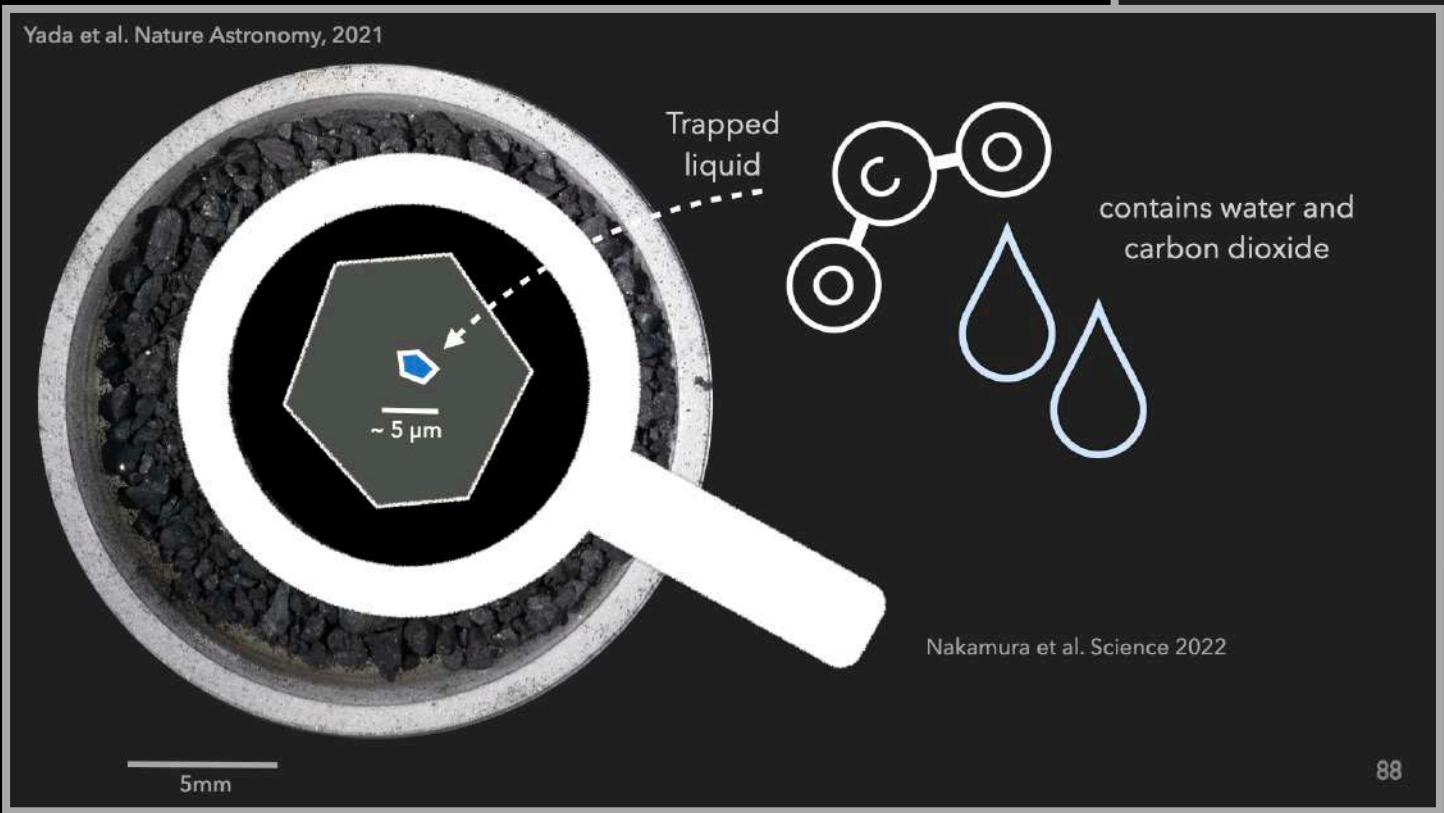 Yada et al. Nature Astronomy, 2021
Trapped
liquid
C
O
O
contains water and
carbon dioxide
~ 5 µm
Nakamura et al. Science 2022
5mm
88